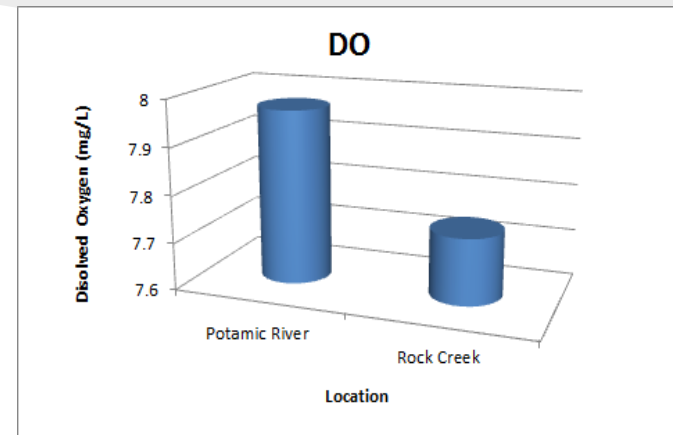 DO
Disolved Oxygen (mg/L)
8
7.9
7.8
7.7
7.6
Potamic River
Rock Creek
Location